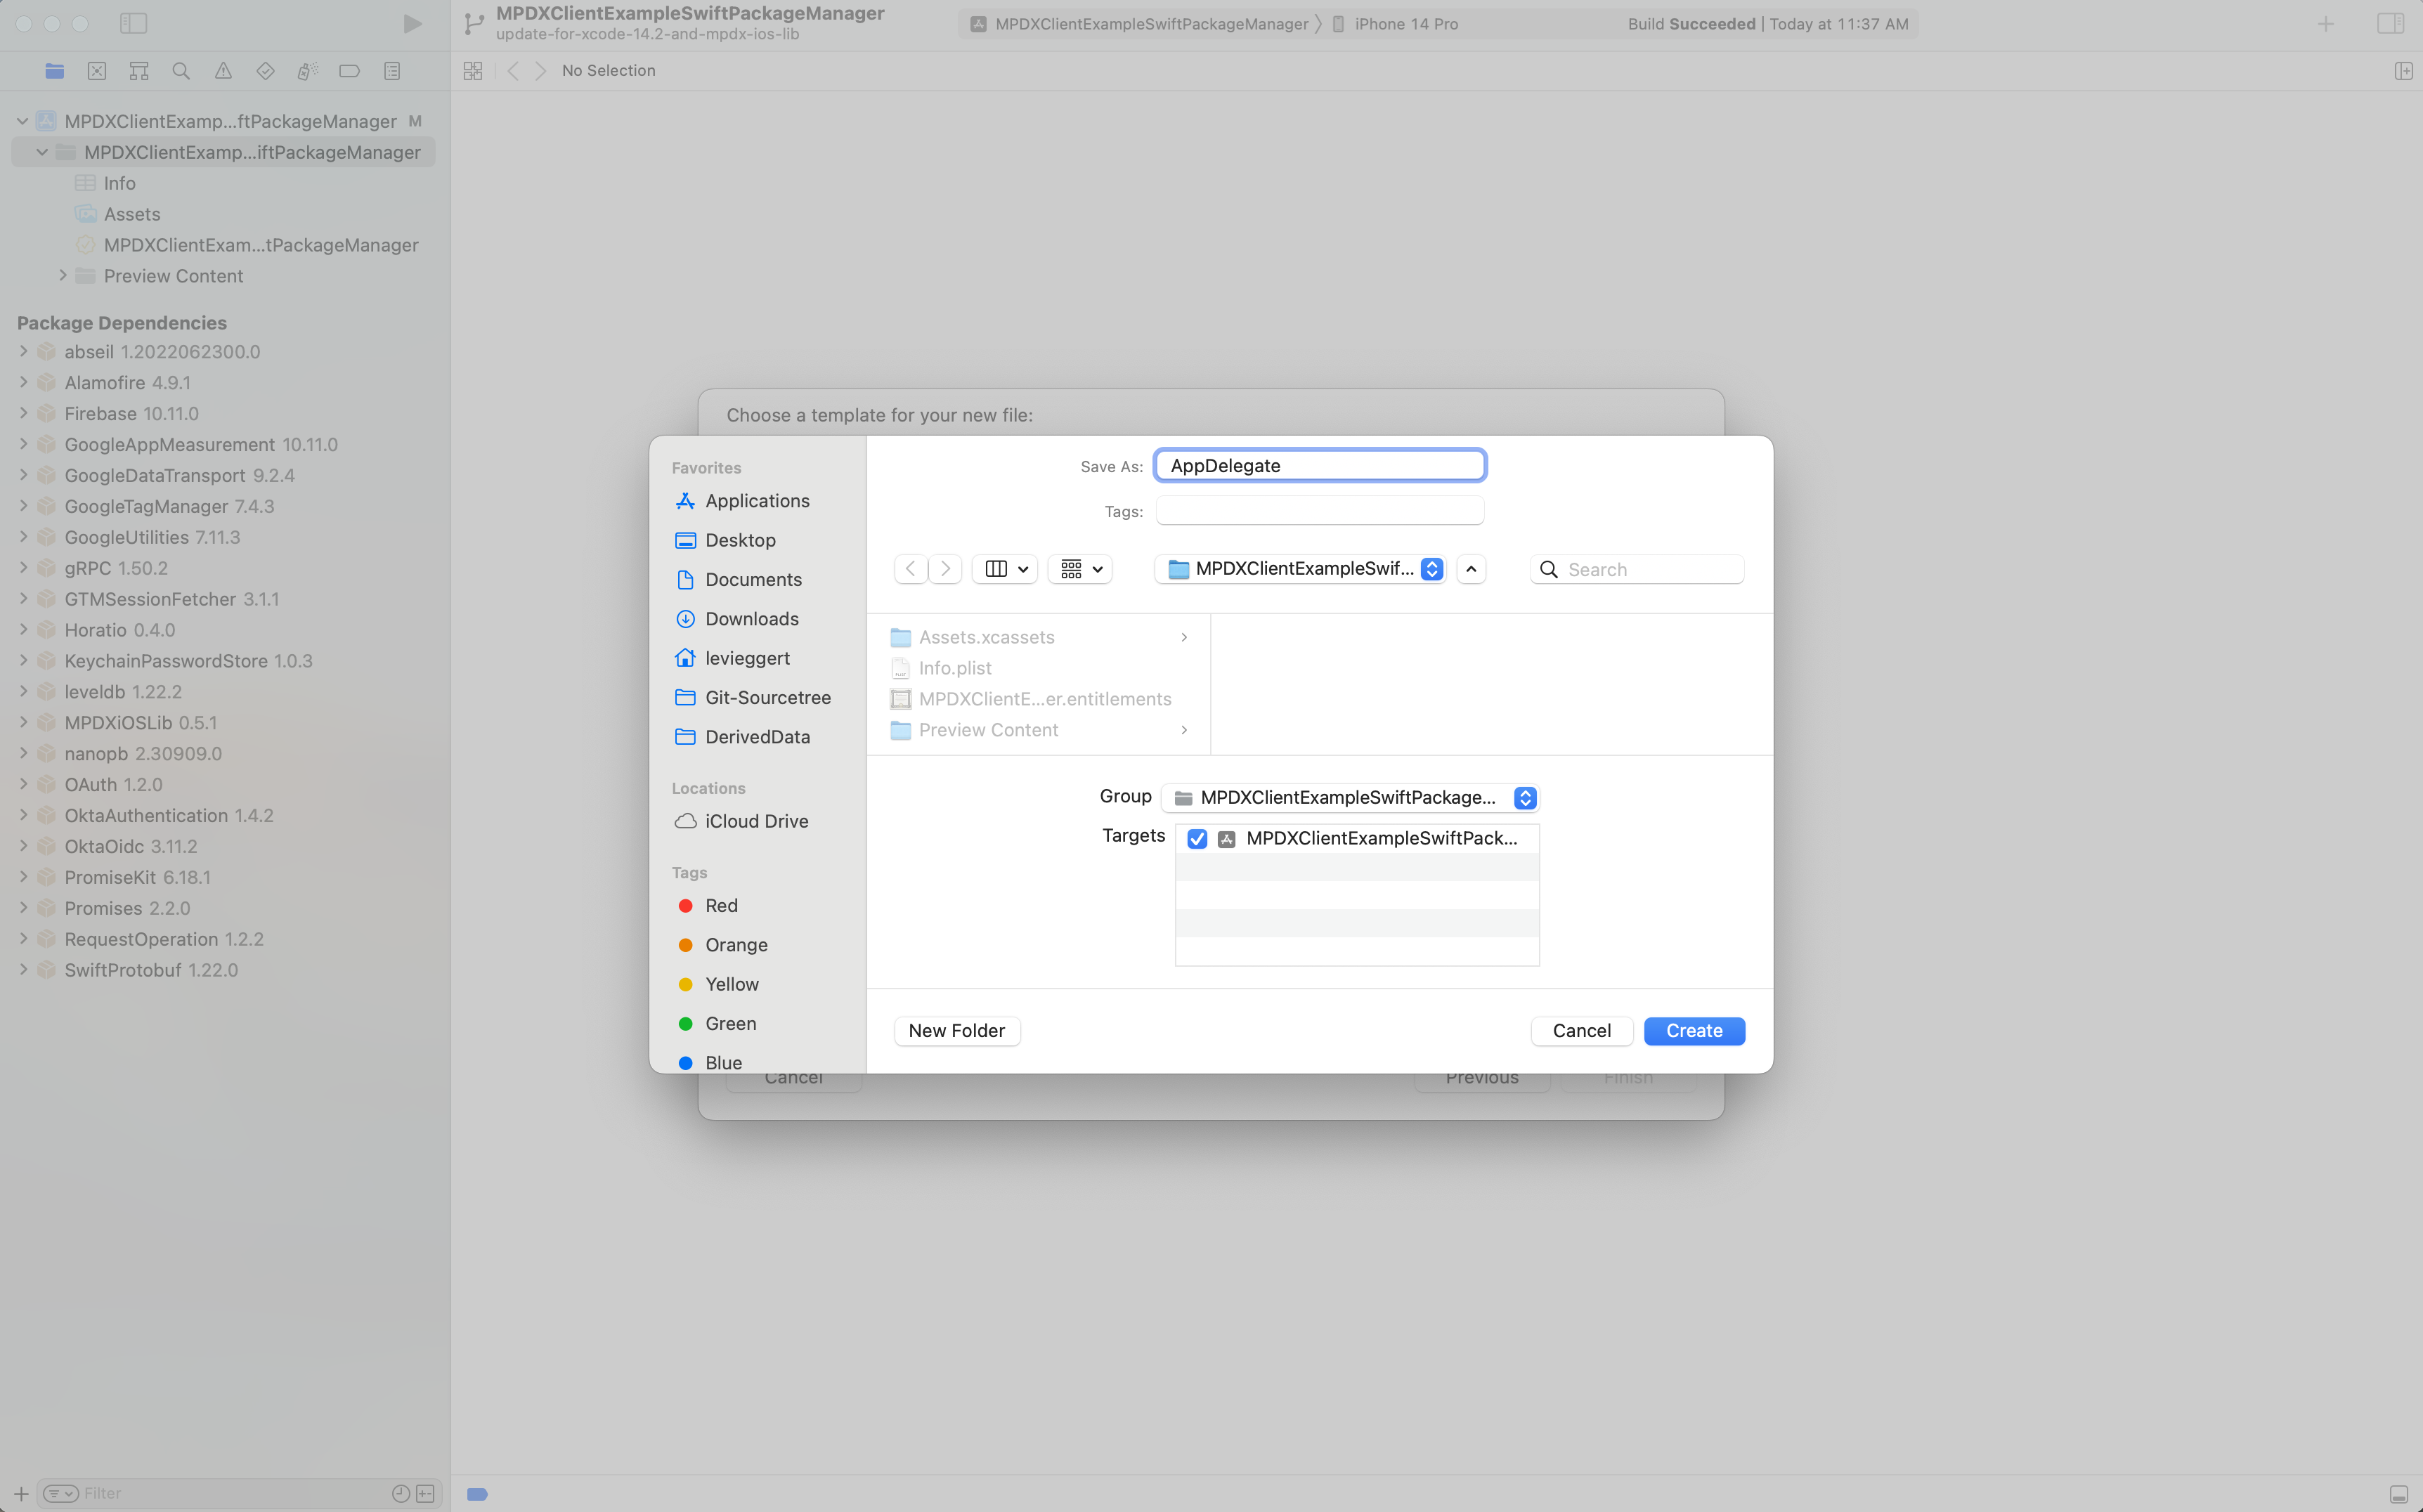 MPDXClientExampleSwiftPackageManager
update-for-xcode-14.2-and-mpdx-ios-lib
MPDXClientExampleSwiftPackageManager
iPhone 14 Pro
Build Succeeded | Today at 11:37 AM
No Selection
MPDXClientExamp...ftPackageManager M
MPDXClientExamp...iftPackageManager
Info
Assets
MPDXClientExam...tPackageManager
Preview Content
Package Dependencies
abseil 1.2022062300.0
Alamofire 4.9.1
Firebase 10.11.0
GoogleAppMeasurement 10.11.0
GoogleDataTransport 9.2.4
GoogleTagManager 7.4.3
GoogleUtilities 7.11.3
gRPC 1.50.2
GTMSessionFetcher 3.1.1
Horatio 0.4.0
KeychainPasswordStore 1.0.3
leveldb 1.22.2
MPDXiOSLib 0.5.1
nanopb 2.30909.0
OAuth 1.2.0
OktaAuthentication 1.4.2
OktaOidc 3.11.2
PromiseKit 6.18.1
Promises 2.2.0
RequestOperation 1.2.2
SwiftProtobuf 1.22.0
Filter
Choose a template for your new file:
Favorites
Applications
Desktop
Documents
Downloads
levieggert
Git-Sourcetree
DerivedData
Locations
iCloud Drive
Tags
Red
Orange
Yellow
Green
Blue
Save As: AppDelegate
Tags:
MPDXClientExampleSwif...
Search
Assets.xcassets
Info.plist
MPDXClientE...er.entitlements
Preview Content
Group MPDXClientExampleSwiftPackage...
Targets MPDXClientExampleSwiftPack...
New Folder
Cancel
Create
Cancel
Previous
Finish